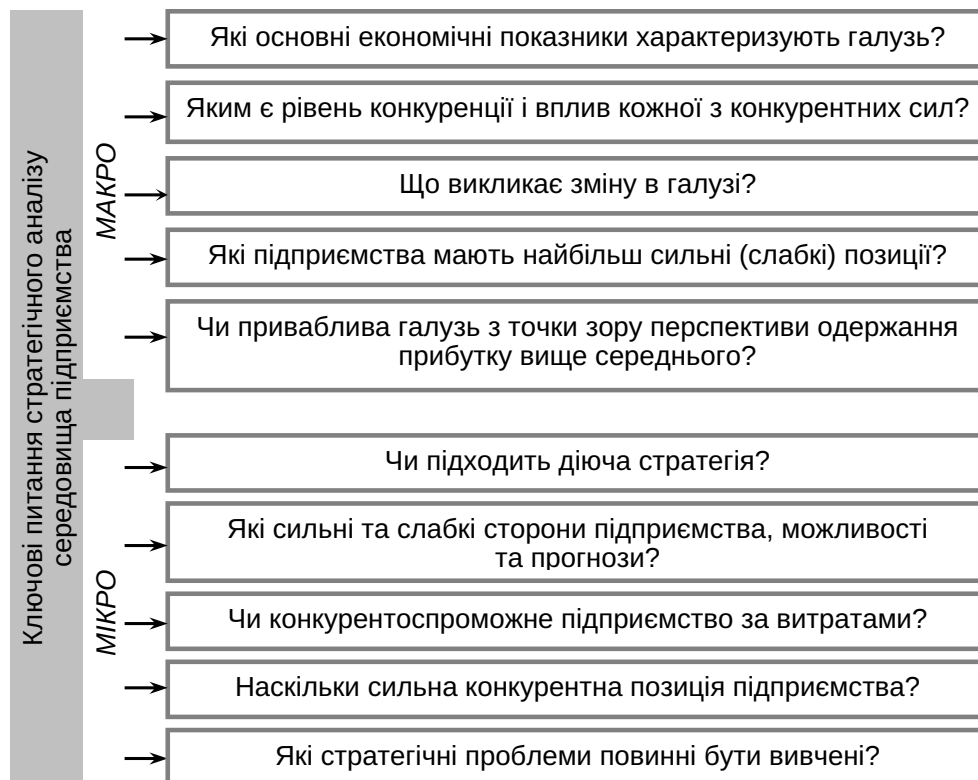 Ключові питання стратегічного аналізу
середовища підприємства
МАКРО
Які основні економічні показники характеризують галузь?
Яким є рівень конкуренції і вплив кожної з конкурентних сил?
Що викликає зміну в галузі?
Які підприємства мають найбільш сильні (слабкі) позиції?
Чи приваблива галузь з точки зору перспективи одержання
прибутку вище середнього?
МІКРО
Чи підходить діюча стратегія?
Які сильні та слабкі сторони підприємства, можливості
та прогнози?
Чи конкурентоспроможне підприємство за витратами?
Наскільки сильна конкурентна позиція підприємства?
Які стратегічні проблеми повинні бути вивчені?